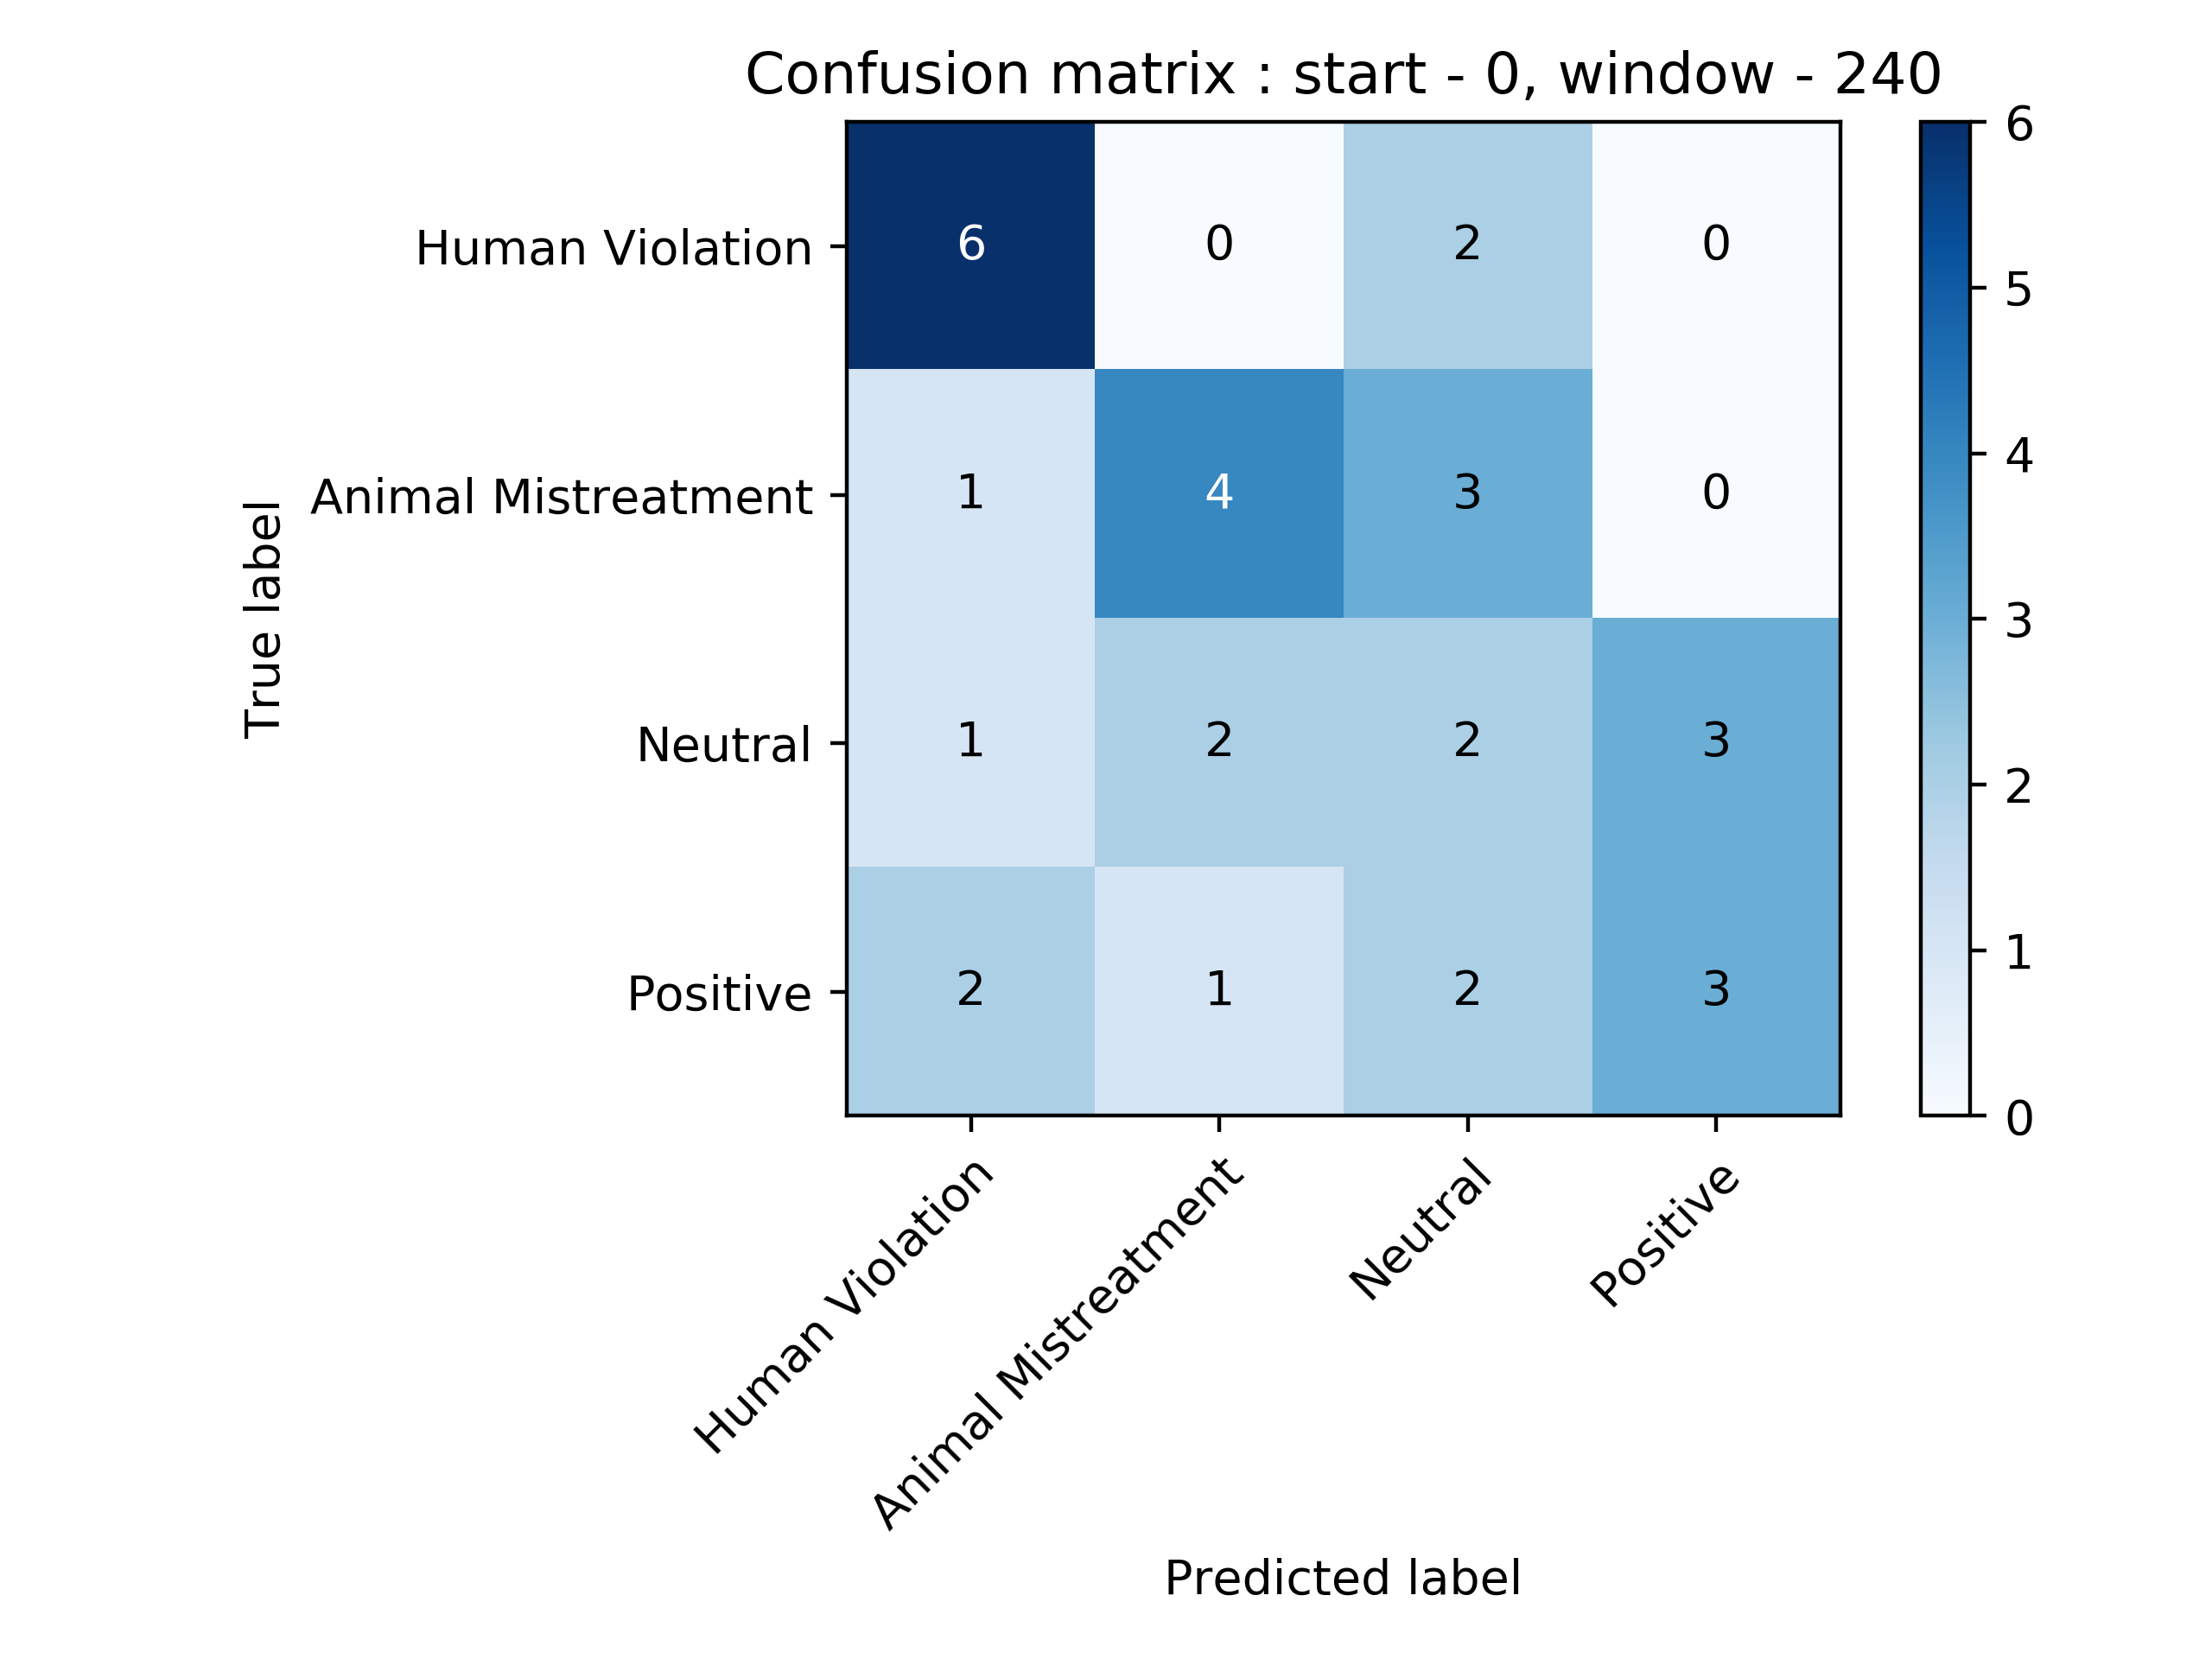 Confusion matrix : start - 0, window - 240
True label
Human Violation
6 0 2 0
Animal Mistreatment
1 4 3 0
Neutral
1 2 2 3
Positive
2 1 2 3
Human Violation
Animal Mistreatment
Neutral
Positive
Predicted label
6
5
4
3
2
1
0